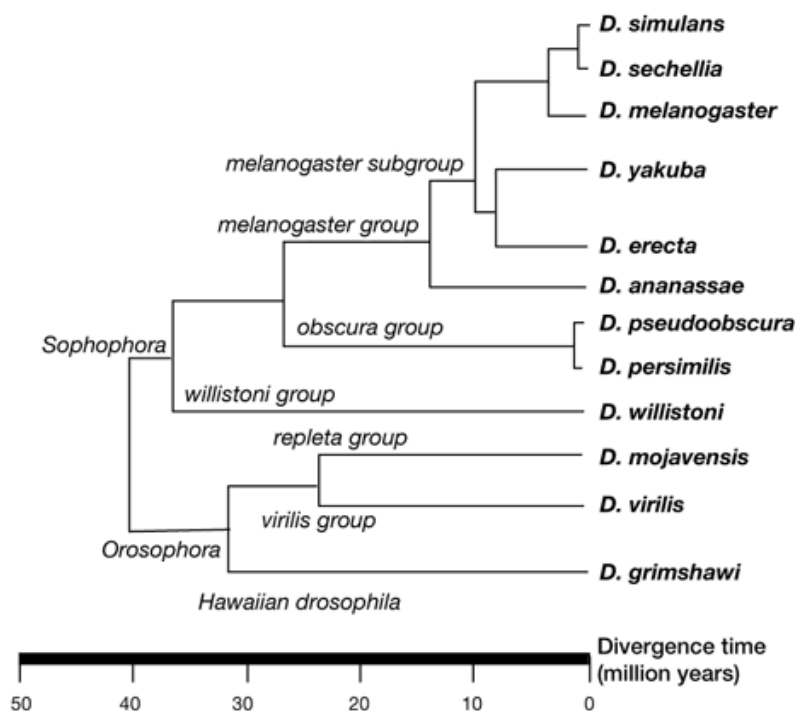 D. simulans
D. sechellia
D. melanogaster
melanogaster subgroup
D. yakuba
melanogaster group
D. erecta
D. ananassae
obscura group
D. pseudoobscura
Sophophora
D. persimilis
willistoni group
D. willistoni
repleta group
D. mojavensis
D. virilis
virilis group
Orosophora
D. grimshawi
Hawaiian drosophila
Divergence time
(million years)
50 40 30 20 10 0